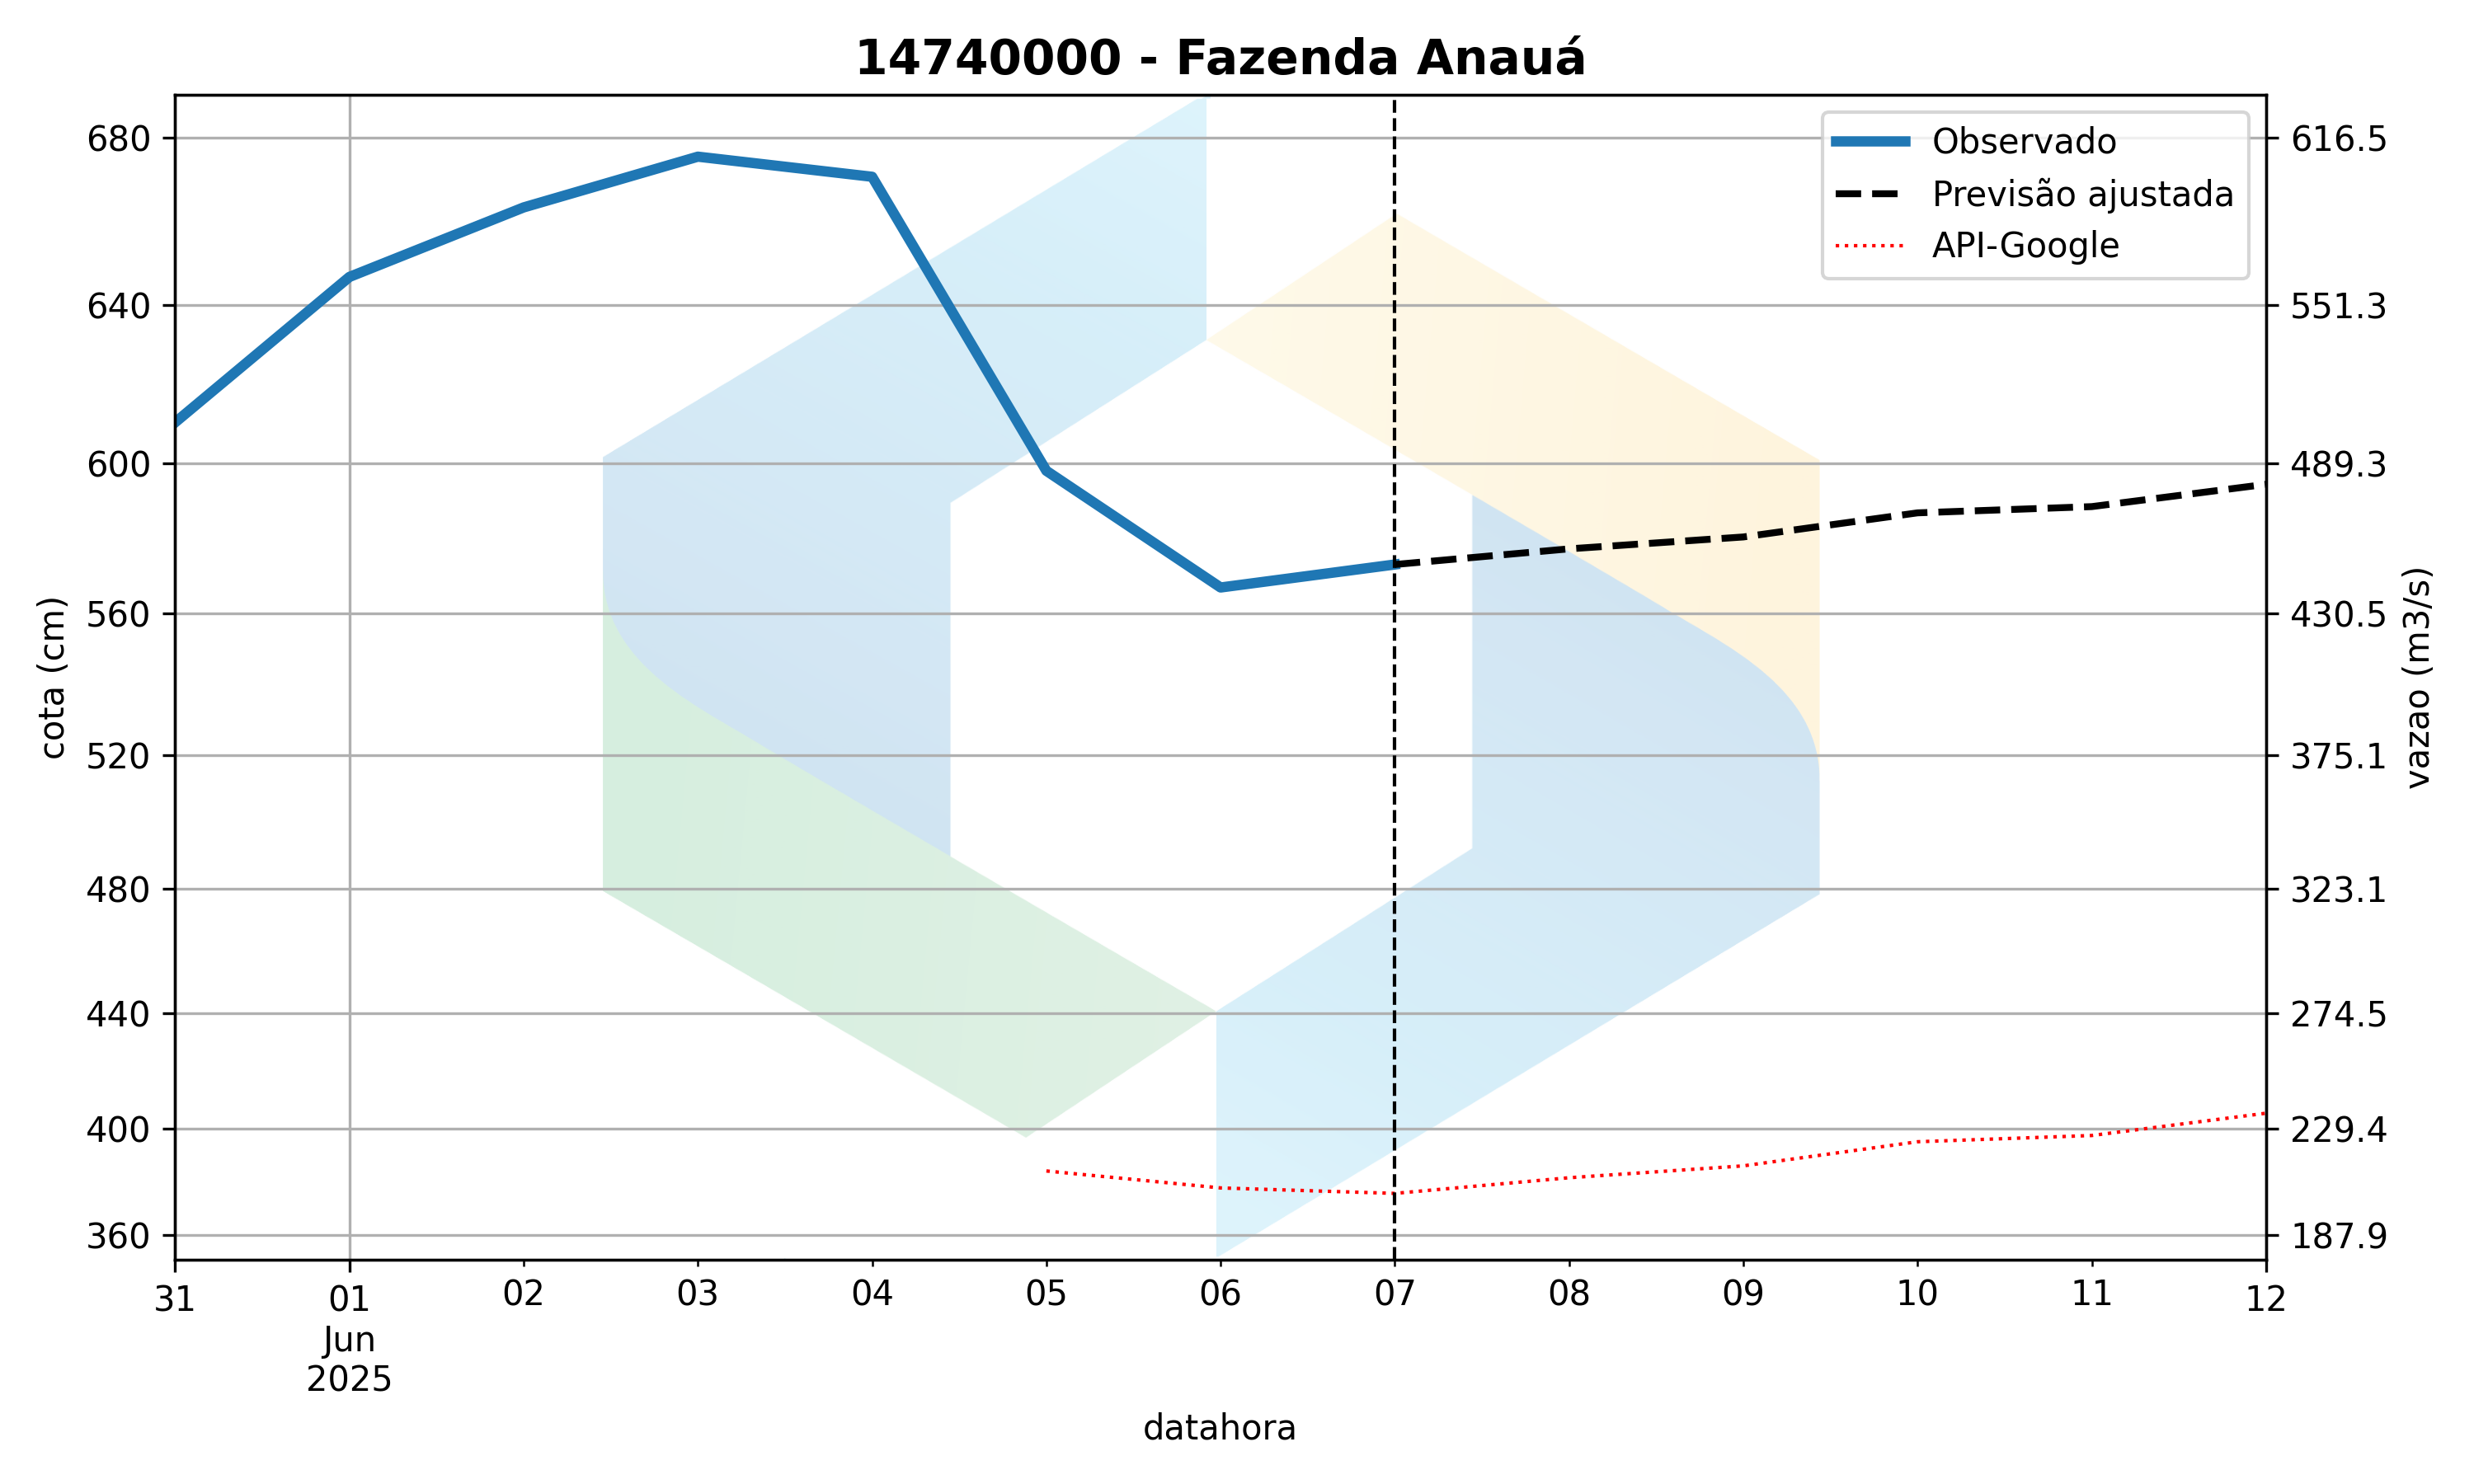 14740000 - Fazenda Anauá
Observado
Previsão ajustada
API-Google
cota (cm)
680
640
600
560
520
480
440
400
360
616.5
551.3
489.3
430.5
375.1
323.1
274.5
229.4
187.9
vazao (m3/s)
31 01 02 03 04 05 06 07 08 09 10 11 12
Jun
2025
datahora